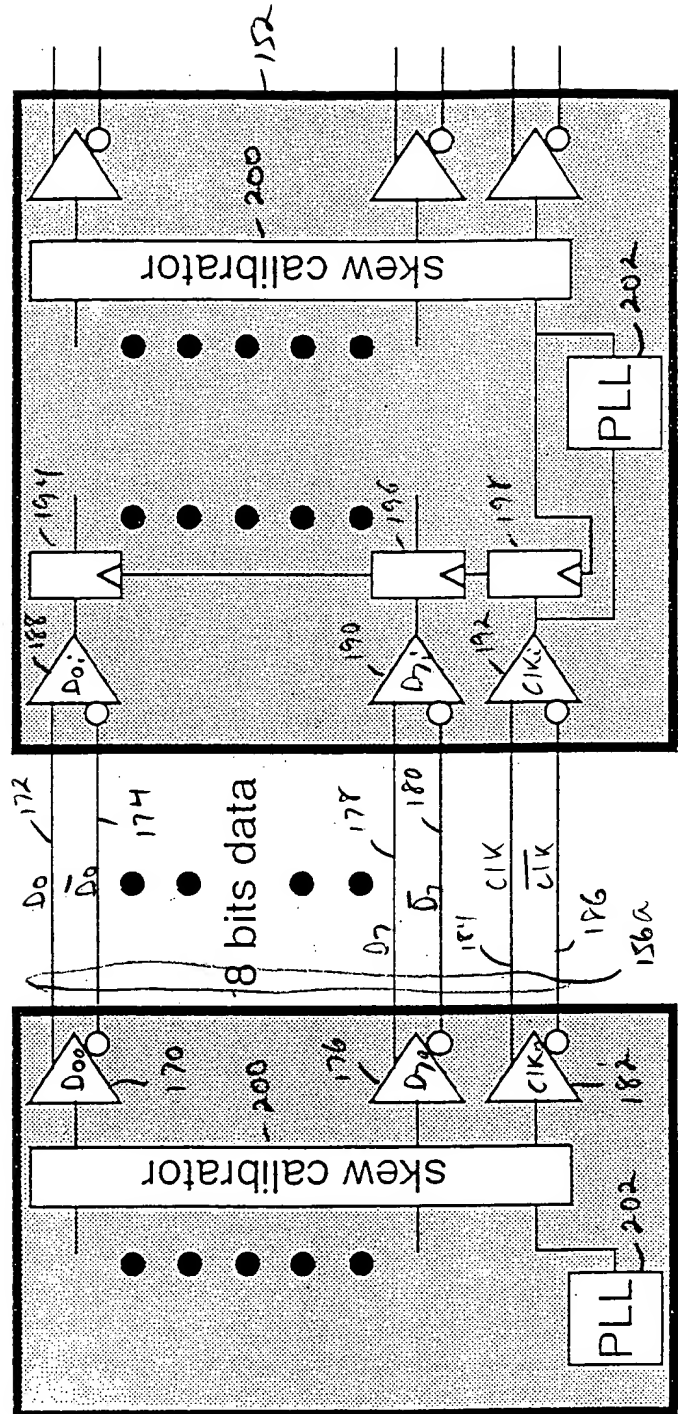 skew calibrator
200
PLL
202
D0o
170
D7o
176
CLKo
182
D0
172
D̅0
174
8 bits data
D7
178
D̅7
180
184
CLK
C̅L̅K̅
186
156a
188
D0i
194
190
D7i
196
192
CLKi
198
skew calibrator
200
PLL
202
152